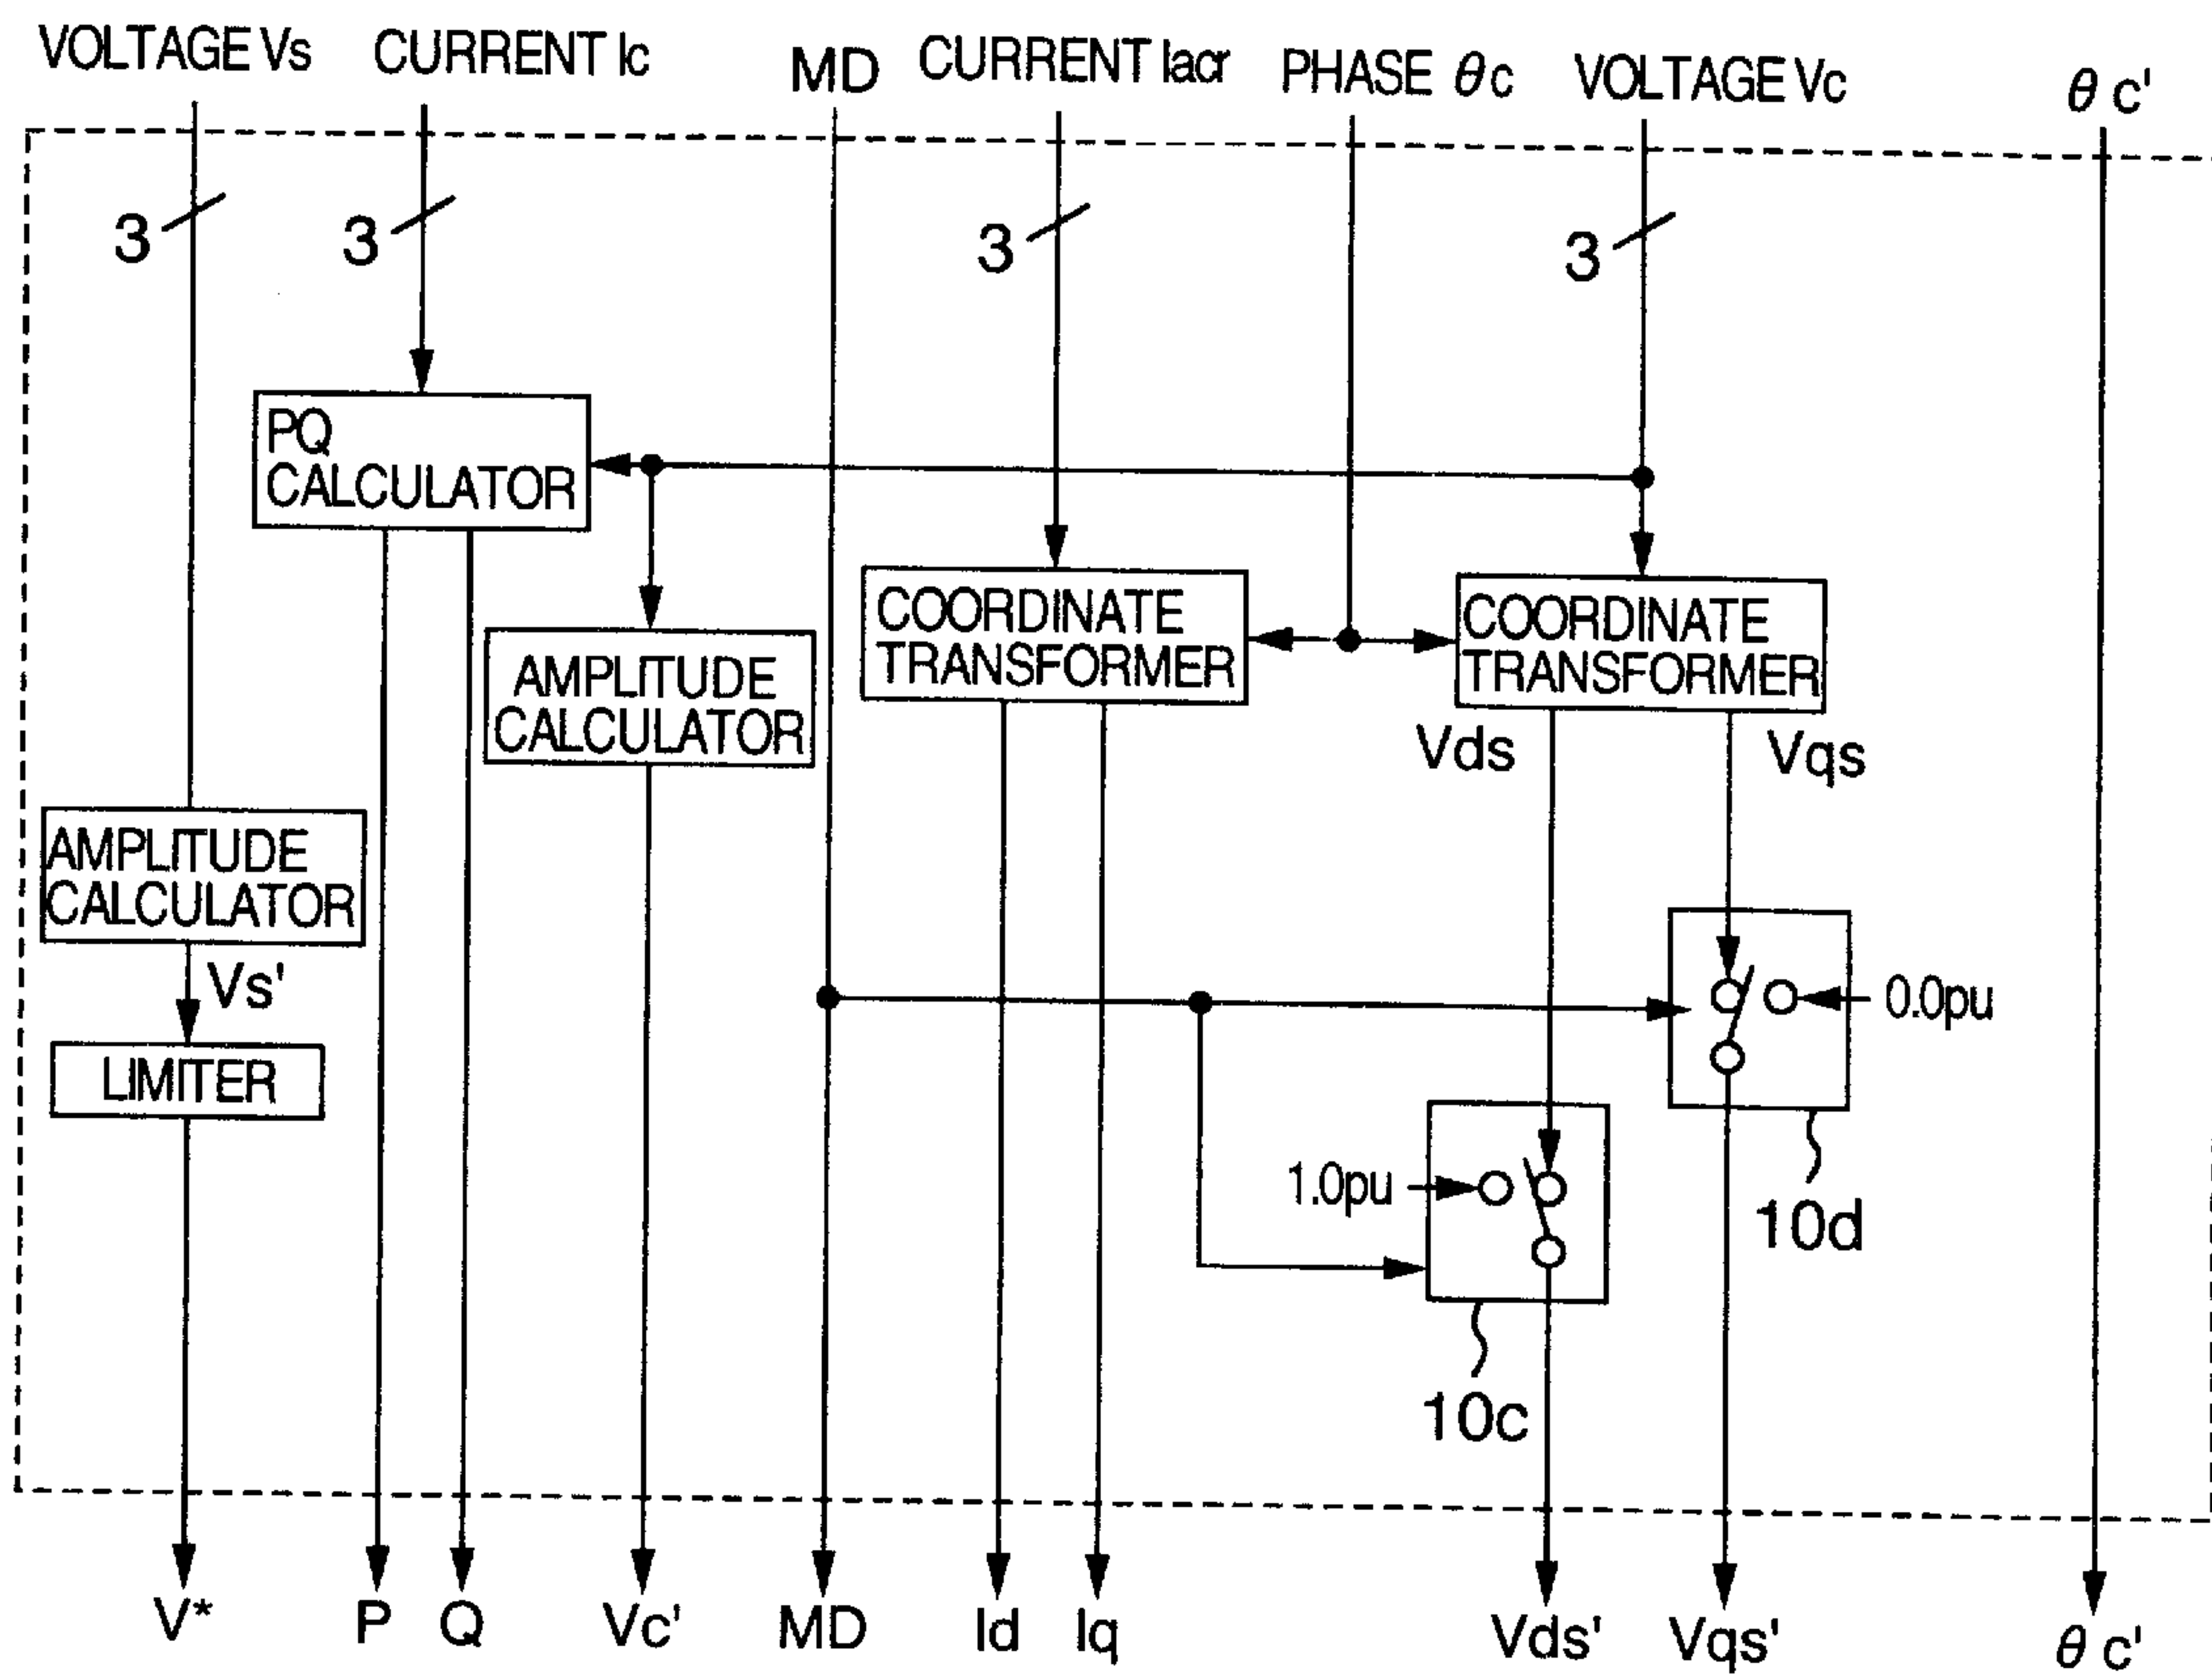 VOLTAGE Vs
CURRENT Ic
MD
CURRENT Iacr
PHASE θc
VOLTAGE Vc
θc'
3
3
3
3
PQ
CALCULATOR
COORDINATE
TRANSFORMER
COORDINATE
TRANSFORMER
AMPLITUDE
CALCULATOR
Vds
Vqs
AMPLITUDE
CALCULATOR
Vs'
0.0pu
LIMITER
1.0pu
10d
10c
V*
P
Q
Vc'
MD
Id
Iq
Vds'
Vqs'
θc'